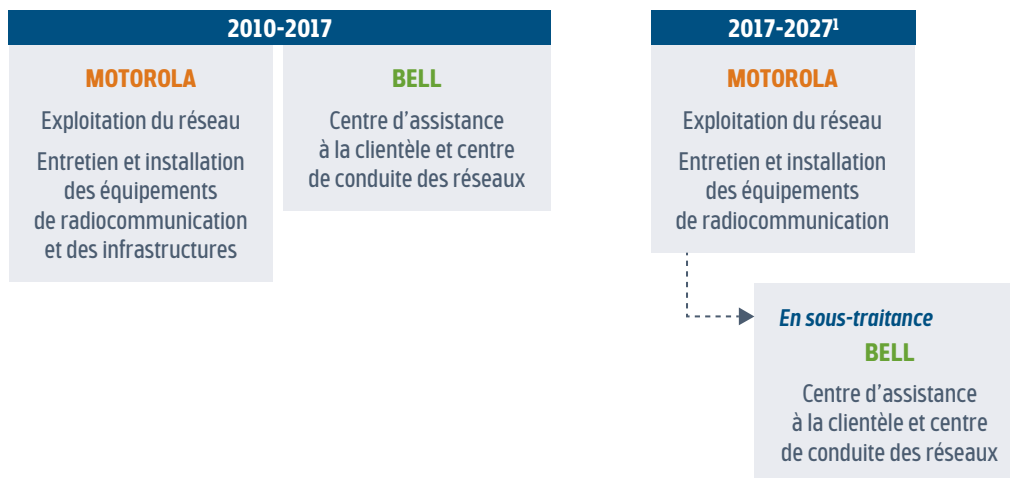 2010-2017
MOTOROLA
Exploitation du réseau
Entretien et installation
des équipements
de radiocommunication
et des infrastructures
BELL
Centre d'assistance
à la clientèle et centre
de conduite des réseaux
2017-2027¹
MOTOROLA
Exploitation du réseau
Entretien et installation
des équipements
de radiocommunication
En sous-traitance
BELL
Centre d'assistance
à la clientèle et centre
de conduite des réseaux